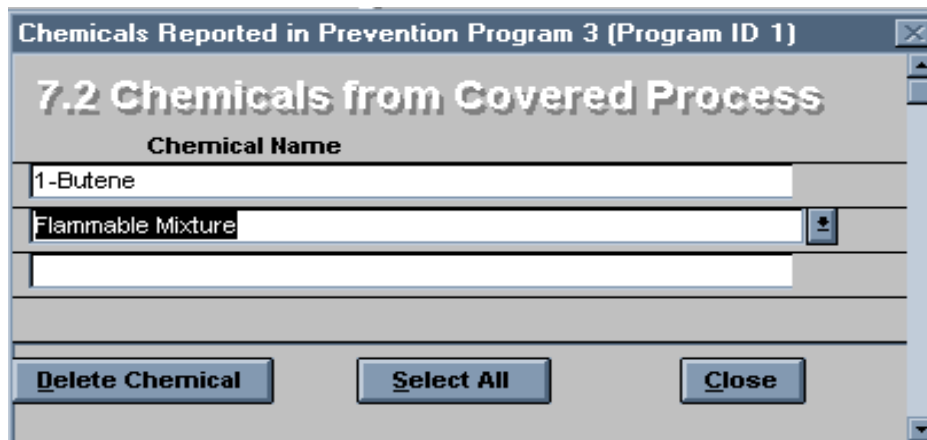 Chemicals Reported in Prevention Program 3 (Program ID 1)
7.2 Chemicals from Covered Process
Chemical Name
1-Butene
Flammable Mixture
Delete Chemical Select All Close